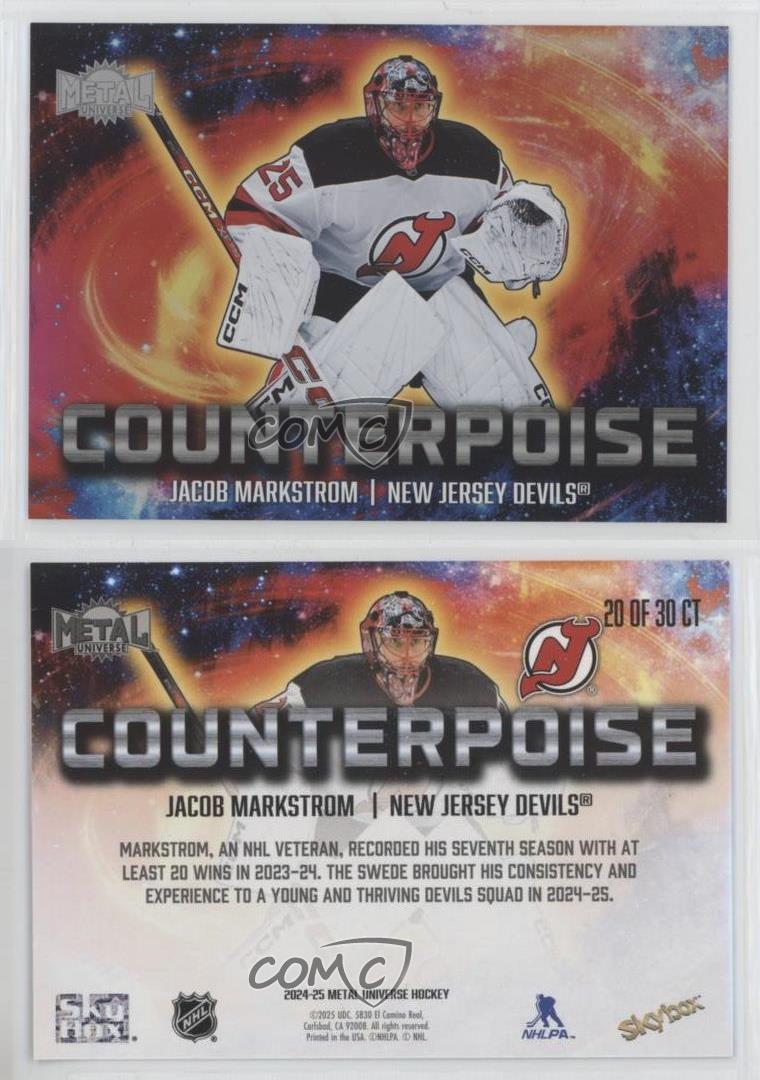 METAL
UNIVERSE
25
CCM
CCM
CCM
COUNTERPOISE
COMC
JACOB MARKSTROM | NEW JERSEY DEVILS®
METAL
UNIVERSE
20 OF 30 CT
COUNTERPOISE
JACOB MARKSTROM | NEW JERSEY DEVILS®
MARKSTROM, AN NHL VETERAN, RECORDED HIS SEVENTH SEASON WITH AT
LEAST 20 WINS IN 2023-24. THE SWEDE BROUGHT HIS CONSISTENCY AND
EXPERIENCE TO A YOUNG AND THRIVING DEVILS SQUAD IN 2024-25.
COMC
2024-25 METAL UNIVERSE HOCKEY
©2025 UDC. 5830 El Camino Real,
Carlsbad, CA 92008. All rights reserved.
Printed in the USA. ©NHLPA. © NHL.
Sky
Box
NHL
NHLPA™
Skybox